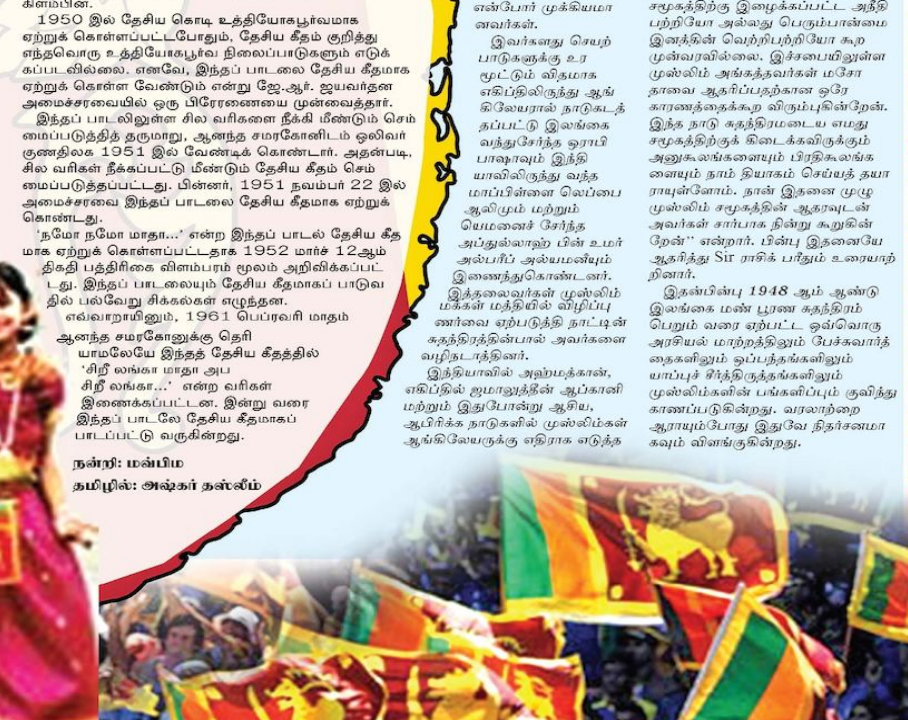 கிளம்பின.
1950 இல் தேசிய கொடி உத்தியோகபூர்வமாக
ஏற்றுக் கொள்ளப்பட்டபோதும், தேசிய கீதம் குறித்து
எந்தவொரு உத்தியோகபூர்வ நிலைப்பாடுகளும் எடுக்
கப்படவில்லை. எனவே, இந்தப் பாடலை தேசிய கீதமாக
ஏற்றுக் கொள்ள வேண்டும் என்று ஜே.ஆர். ஜயவர்தன
அமைச்சரவையில் ஒரு பிரேரணையை முன்வைத்தார்.
இந்தப் பாடலிலுள்ள சில வரிகளை நீக்கி மீண்டும் செம்
மைப்படுத்தித் தருமாறு, ஆனந்த சமரகோனிடம் ஒலிவர்
குணதிலக 1951 இல் வேண்டிக் கொண்டார். அதன்படி,
சில வரிகள் நீக்கப்பட்டு மீண்டும் தேசிய கீதம் செம்
மைப்படுத்தப்பட்டது. பின்னர், 1951 நவம்பர் 22 இல்
அமைச்சரவை இந்தப் பாடலை தேசிய கீதமாக ஏற்றுக்
கொண்டது.
‘நமோ நமோ மாதா...’ என்ற இந்தப் பாடல் தேசிய கீத
மாக ஏற்றுக் கொள்ளப்பட்டதாக 1952 மார்ச் 12ஆம்
திகதி பத்திரிகை விளம்பரம் மூலம் அறிவிக்கப்பட்
டது. இந்தப் பாடலையும் தேசிய கீதமாகப் பாடுவ
தில் பல்வேறு சிக்கல்கள் எழுந்தன.
எவ்வாறாயினும், 1961 பெப்ரவரி மாதம்
ஆனந்த சமரகோனுக்கு தெரி
யாமலேயே இந்தத் தேசிய கீதத்தில்
‘சிறீ லங்கா மாதா அப
சிறீ லங்கா...’ என்ற வரிகள்
இணைக்கப்பட்டன. இன்று வரை
இந்தப் பாடலே தேசிய கீதமாகப்
பாடப்பட்டு வருகின்றது.
நன்றி: மவ்பிம
தமிழில்: அஷ்கர் தஸ்லீம்
என்போர் முக்கியமா
னவர்கள்.
இவர்களது செயற்
பாடுகளுக்கு உர
மூட்டும் விதமாக
எகிப்திலிருந்து ஆங்
கிலேயரால் நாடுகடத்
தப்பட்டு இலங்கை
வந்துசேர்ந்த ஒராபி
பாஷாவும் இந்தி
யாவிலிருந்து வந்த
மாப்பிள்ளை லெப்பை
ஆலிமும் மற்றும்
யெமனைச் சேர்ந்த
அப்துல்லாஹ் பின் உமர்
அல்பரீப் அல்யமனீயும்
இணைந்துகொண்டனர்.
இத்தலைவர்கள் முஸ்லிம்
மக்கள் மத்தியில் விழிப்பு
ணர்வை ஏற்படுத்தி நாட்டின்
சுதந்திரத்தின்பால் அவர்களை
வழிநடாத்தினர்.
இந்தியாவில் அஹ்மத்கான்,
எகிப்தில் ஜமாலுத்தீன் ஆப்கானி
மற்றும் இதுபோன்று ஆசிய,
ஆபிரிக்க நாடுகளில் முஸ்லிம்கள்
ஆங்கிலேயருக்கு எதிராக எடுத்த
சமூகத்திற்கு இழைக்கப்பட்ட அநீதி
பற்றியோ அல்லது பெரும்பான்மை
இனத்தின் வெற்றிபற்றியோ கூற
முன்வரவில்லை. இச்சபையிலுள்ள
முஸ்லிம் அங்கத்தவர்கள் மசோ
தாவை ஆதரிப்பதற்கான ஒரே
காரணத்தைக்கூற விரும்புகின்றேன்.
இந்த நாடு சுதந்திரமடைய எமது
சமூகத்திற்குக் கிடைக்கவிருக்கும்
அனுகூலங்களையும் பிரதிகூலங்க
ளையும் நாம் தியாகம் செய்யத் தயா
ராயுள்ளோம். நான் இதனை முழு
முஸ்லிம் சமூகத்தின் ஆதரவுடன்
அவர்கள் சார்பாக நின்று கூறுகின்
றேன்’’ என்றார். பின்பு இதனையே
ஆதரித்து Sir ராசிக் பரீதும் உரையாற்
றினார்.
இதன்பின்பு 1948 ஆம் ஆண்டு
இலங்கை மண் பூரண சுதந்திரம்
பெறும் வரை ஏற்பட்ட ஒவ்வொரு
அரசியல் மாற்றத்திலும் பேச்சுவார்த்
தைகளிலும் ஒப்பந்தங்களிலும்
யாப்புச் சீர்த்திருத்தங்களிலும்
முஸ்லிம்களின் பங்களிப்பும் குவிந்து
காணப்படுகின்றது. வரலாற்றை
ஆராயும்போது இதுவே நிதர்சனமா
கவும் விளங்குகின்றது.